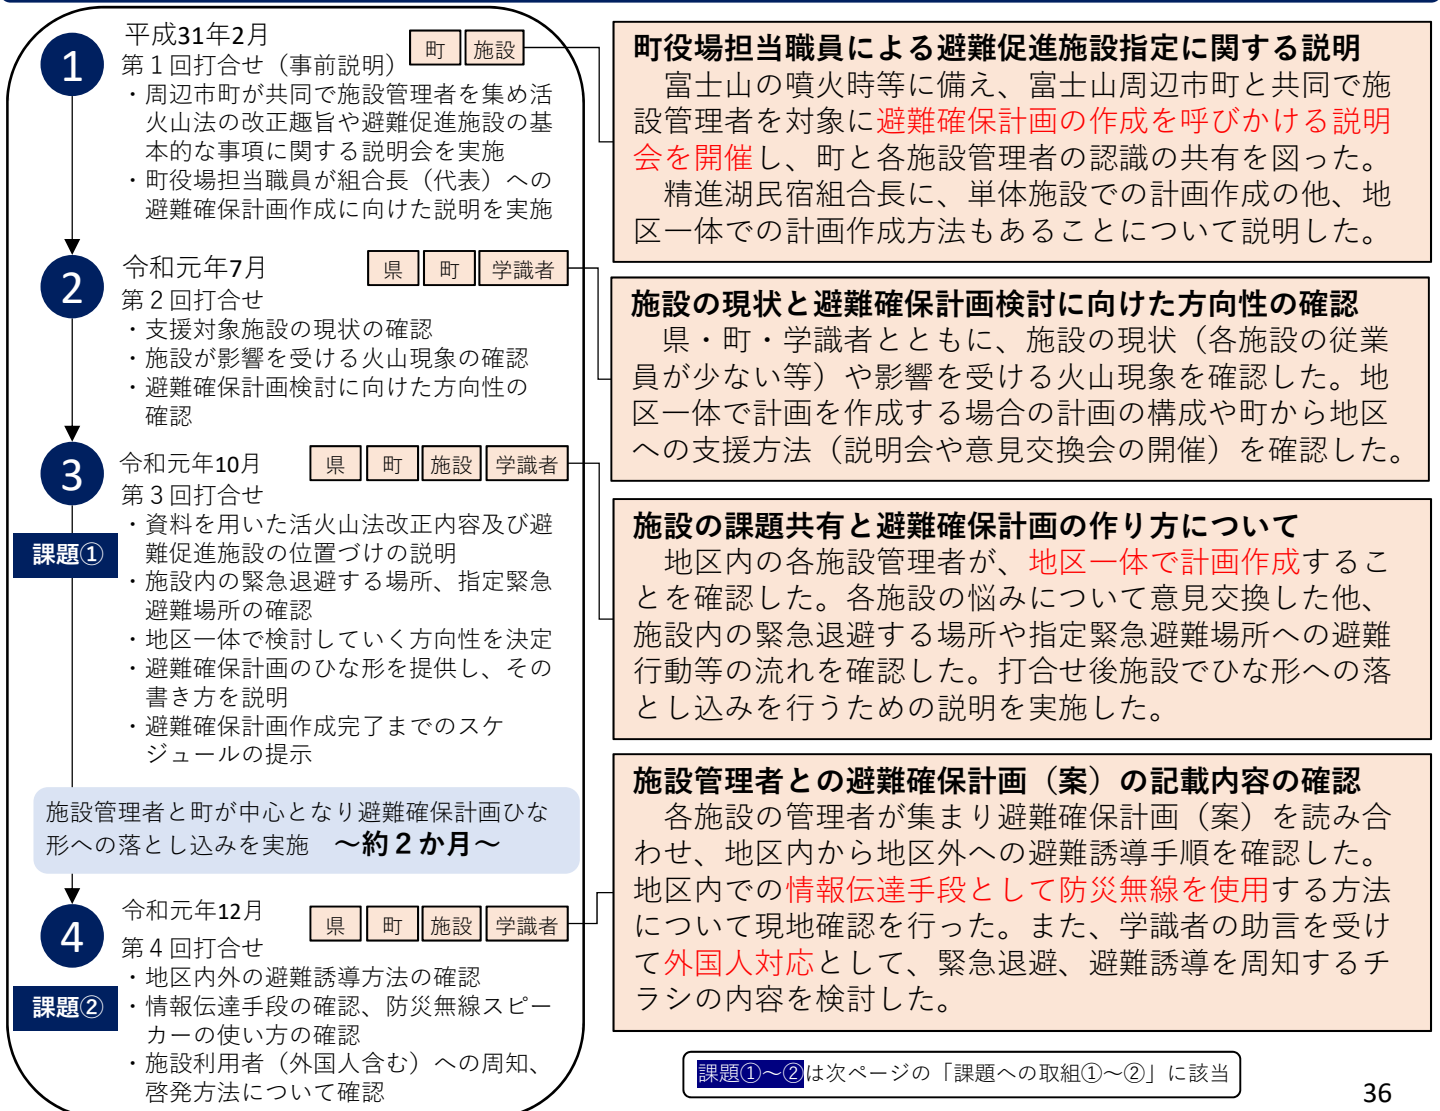 1
平成31年2月
町
施設
第１回打合せ（事前説明）
・周辺市町が共同で施設管理者を集め活
火山法の改正趣旨や避難促進施設の基
本的な事項に関する説明会を実施
・町役場担当職員が組合長（代表）への
避難確保計画作成に向けた説明を実施
町役場担当職員による避難促進施設指定に関する説明
富士山の噴火時等に備え、富士山周辺市町と共同で施
設管理者を対象に避難確保計画の作成を呼びかける説明
会を開催し、町と各施設管理者の認識の共有を図った。
精進湖民宿組合長に、単体施設での計画作成の他、地
区一体での計画作成方法もあることについて説明した。
2
令和元年7月
県
町
学識者
第２回打合せ
・支援対象施設の現状の確認
・施設が影響を受ける火山現象の確認
・避難確保計画検討に向けた方向性の
確認
施設の現状と避難確保計画検討に向けた方向性の確認
県・町・学識者とともに、施設の現状（各施設の従業
員が少ない等）や影響を受ける火山現象を確認した。地
区一体で計画を作成する場合の計画の構成や町から地区
への支援方法（説明会や意見交換会の開催）を確認した。
3
令和元年10月
県
町
施設
学識者
第３回打合せ
課題①
・資料を用いた活火山法改正内容及び避
難促進施設の位置づけの説明
・施設内の緊急退避する場所、指定緊急
避難場所の確認
・地区一体で検討していく方向性を決定
・避難確保計画のひな形を提供し、その
書き方を説明
・避難確保計画作成完了までのスケ
ジュールの提示
施設の課題共有と避難確保計画の作り方について
地区内の各施設管理者が、地区一体で計画作成するこ
とを確認した。各施設の悩みについて意見交換した他、
施設内の緊急退避する場所や指定緊急避難場所への避難
行動等の流れを確認した。打合せ後施設でひな形への落
とし込みを行うための説明を実施した。
施設管理者と町が中心となり避難確保計画ひな
形への落とし込みを実施　～約２か月～
4
令和元年12月
県
町
施設
学識者
第４回打合せ
課題②
・地区内外の避難誘導方法の確認
・情報伝達手段の確認、防災無線スピー
カーの使い方の確認
・施設利用者（外国人含む）への周知、
啓発方法について確認
施設管理者との避難確保計画（案）の記載内容の確認
各施設の管理者が集まり避難確保計画（案）を読み合
わせ、地区内から地区外への避難誘導手順を確認した。
地区内での情報伝達手段として防災無線を使用する方法
について現地確認を行った。また、学識者の助言を受け
て外国人対応として、緊急退避、避難誘導を周知するチ
ラシの内容を検討した。
課題①～②は次ページの「課題への取組①～②」に該当
36